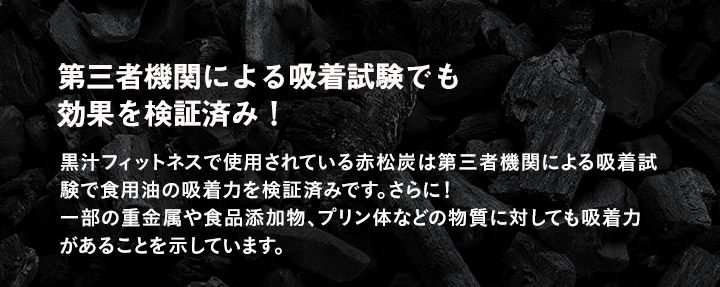 第三者機関による吸着試験でも
効果を検証済み！
黒汁フィットネスで使用されている赤松炭は第三者機関による吸着試
験で食用油の吸着力を検証済みです。さらに！
一部の重金属や食品添加物、プリン体などの物質に対しても吸着力
があることを示しています。